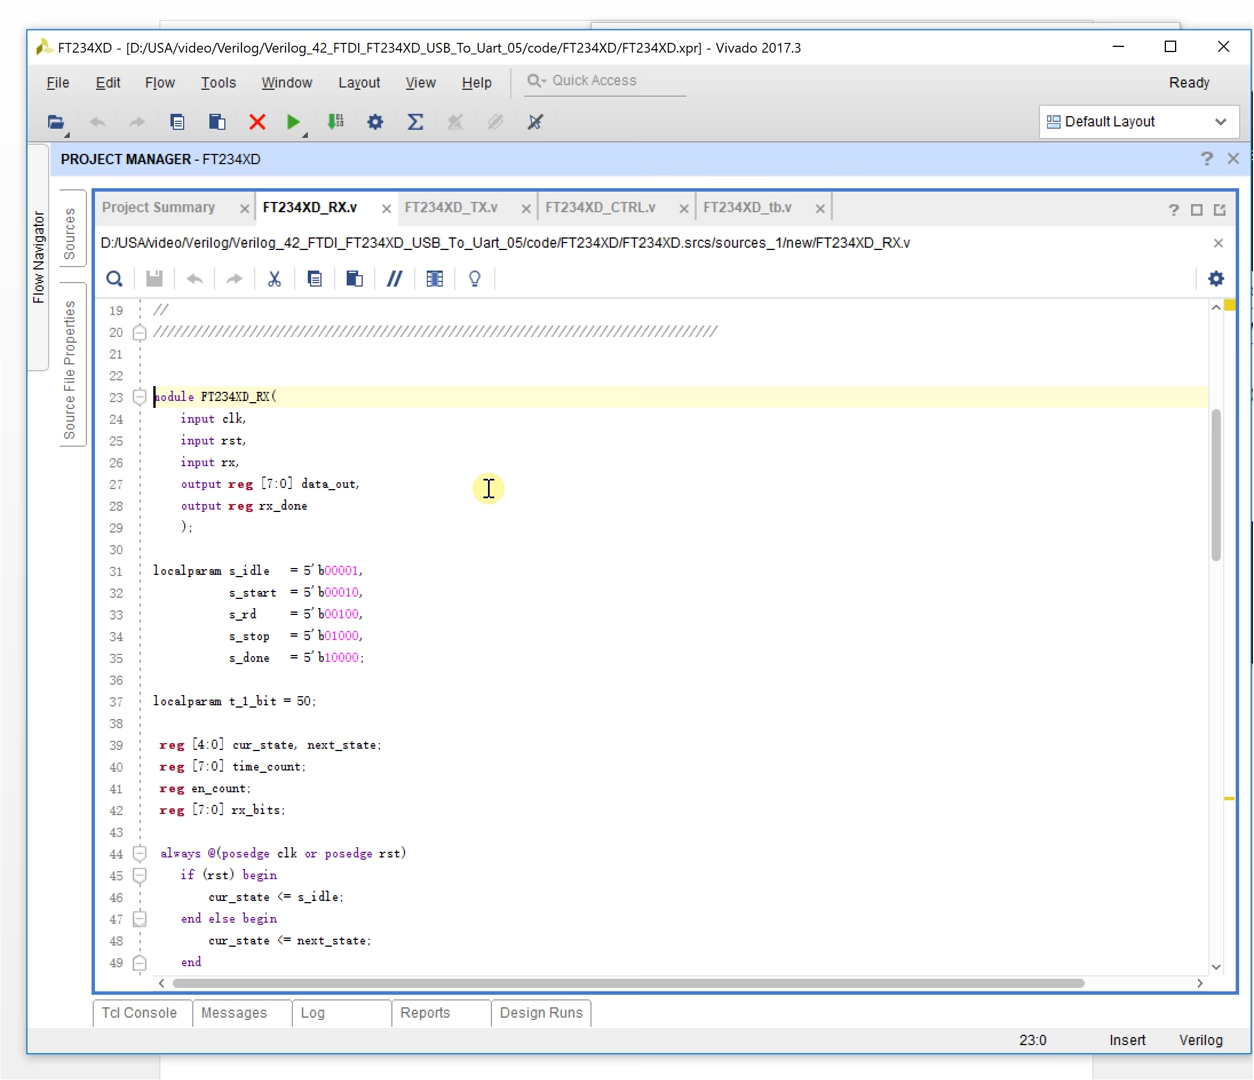 FT234XD - [D:/USA/video/Verilog/Verilog_42_FTDI_FT234XD_USB_To_Uart_05/code/FT234XD/FT234XD.xpr] - Vivado 2017.3
File Edit Flow Tools Window Layout View Help Quick Access Ready
Default Layout
PROJECT MANAGER - FT234XD
Flow Navigator
Sources
Source File Properties
Project Summary FT234XD_RX.v FT234XD_TX.v FT234XD_CTRL.v FT234XD_tb.v
D:/USA/video/Verilog/Verilog_42_FTDI_FT234XD_USB_To_Uart_05/code/FT234XD/FT234XD.srcs/sources_1/new/FT234XD_RX.v
19 //
20 ////////////////////////////////////////////////////////////////////////////////
21
22
23 module FT234XD_RX(
24 input clk,
25 input rst,
26 input rx,
27 output reg [7:0] data_out,
28 output reg rx_done
29 );
30
31 localparam s_idle = 5'b00001,
32 s_start = 5'b00010,
33 s_rd = 5'b00100,
34 s_stop = 5'b01000,
35 s_done = 5'b10000;
36
37 localparam t_1_bit = 50;
38
39 reg [4:0] cur_state, next_state;
40 reg [7:0] time_count;
41 reg en_count;
42 reg [7:0] rx_bits;
43
44 always @(posedge clk or posedge rst)
45 if (rst) begin
46 cur_state <= s_idle;
47 end else begin
48 cur_state <= next_state;
49 end
Tcl Console Messages Log Reports Design Runs
23:0 Insert Verilog